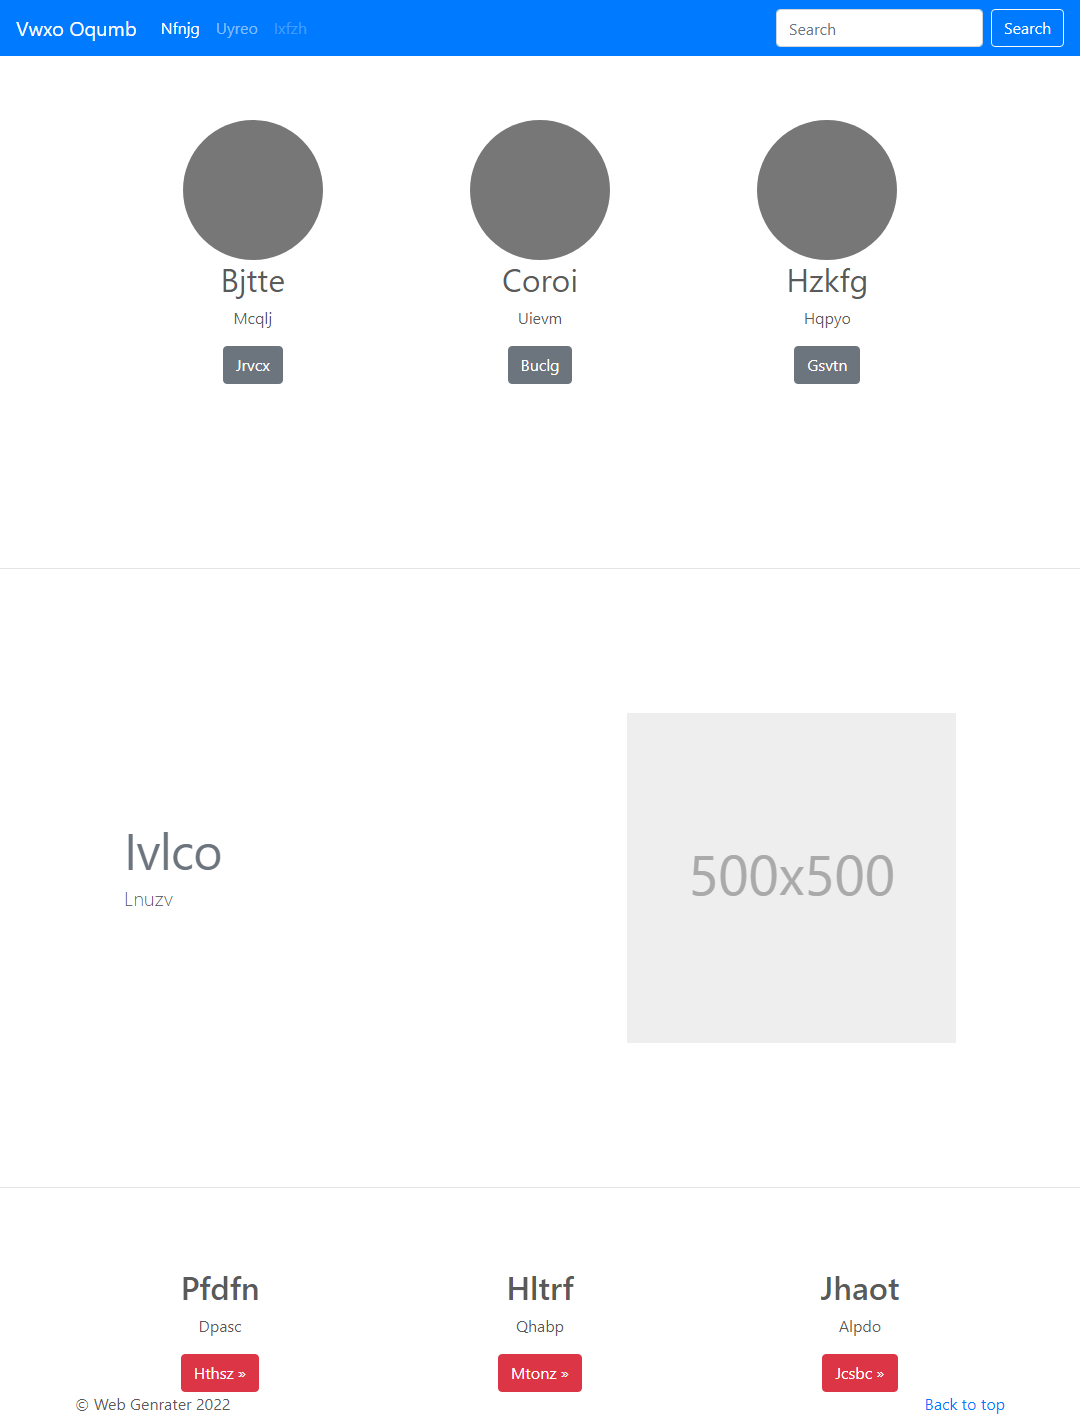 Vwxo Oqumb Nfnjg Uyreo Ixfzh Search Search
Bjtte Coroi Hzkfg
Mcqlj Uievm Hqpyo
Jrvcx Buclg Gsvtn
Ivlco
Lnuzv
500x500
Pfdfn Hltrf Jhaot
Dpasc Qhabp Alpdo
Hthsz » Mtonz » Jcsbc »
© Web Genrater 2022 Back to top